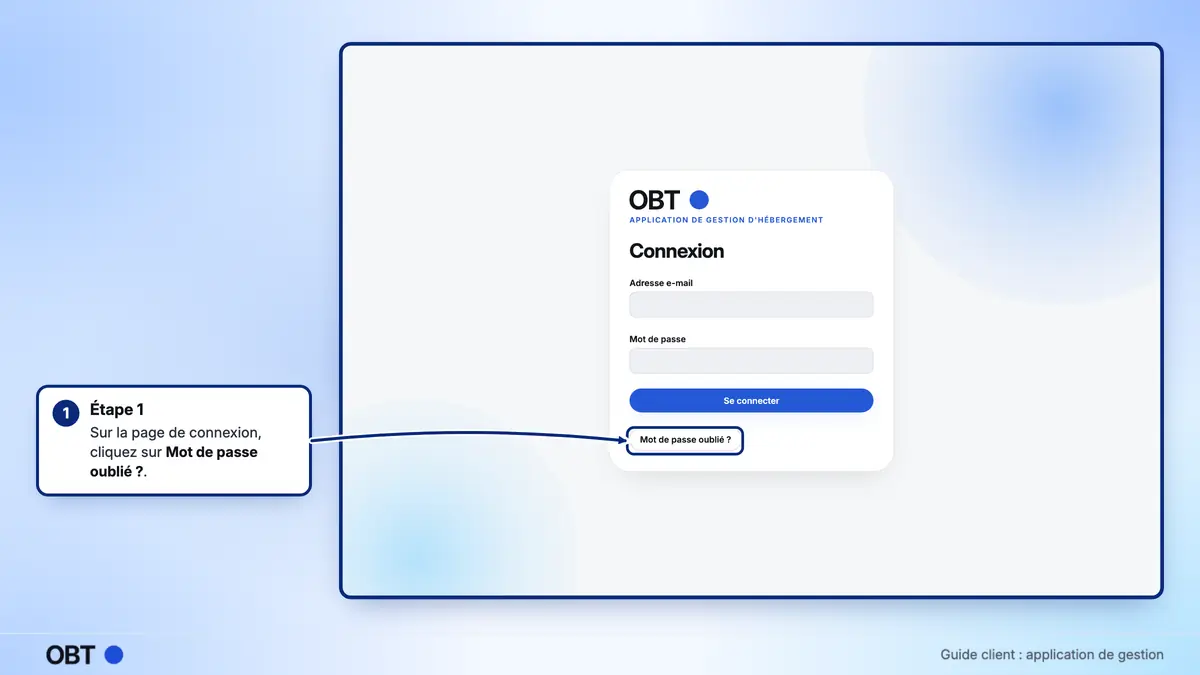 OBT
APPLICATION DE GESTION D'HÉBERGEMENT
Connexion
Adresse e-mail
Mot de passe
Se connecter
Mot de passe oublié ?
1
Étape 1
Sur la page de connexion,
cliquez sur Mot de passe
oublié ?.
OBT
Guide client : application de gestion